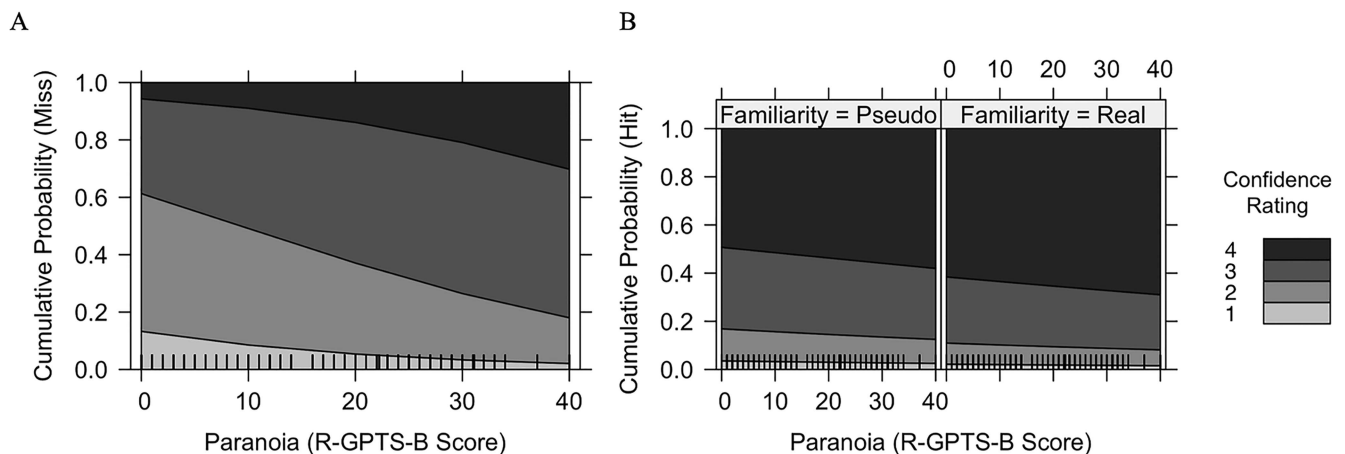 A
B
Cumulative Probability (Miss)
1.0
0.8
0.6
0.4
0.2
0.0
0 10 20 30 40
Paranoia (R-GPTS-B Score)
Cumulative Probability (Hit)
0 10 20 30 40
Familiarity = Pseudo
Familiarity = Real
1.0
0.8
0.6
0.4
0.2
0.0
0 10 20 30 40
Paranoia (R-GPTS-B Score)
Confidence
Rating
4
3
2
1